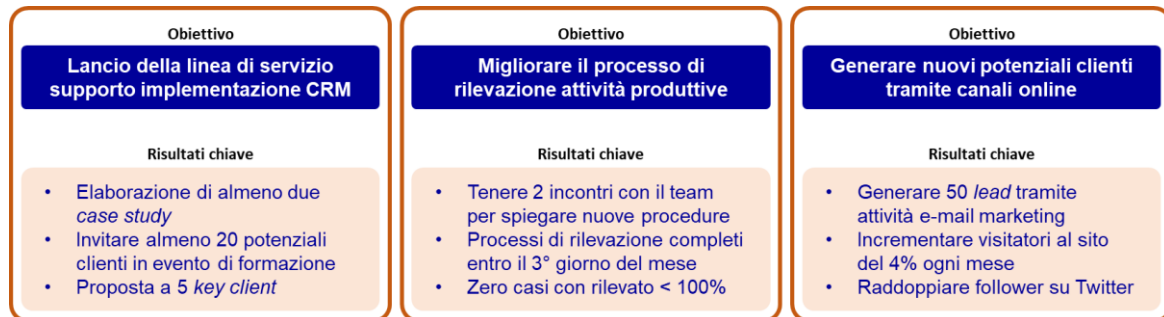 Obiettivo
Lancio della linea di servizio
supporto implementazione CRM
Risultati chiave
• Elaborazione di almeno due
case study
• Invitare almeno 20 potenziali
clienti in evento di formazione
• Proposta a 5 key client
Obiettivo
Migliorare il processo di
rilevazione attività produttive
Risultati chiave
• Tenere 2 incontri con il team
per spiegare nuove procedure
• Processi di rilevazione completi
entro il 3° giorno del mese
• Zero casi con rilevato < 100%
Obiettivo
Generare nuovi potenziali clienti
tramite canali online
Risultati chiave
• Generare 50 lead tramite
attività e-mail marketing
• Incrementare visitatori al sito
del 4% ogni mese
• Raddoppiare follower su Twitter